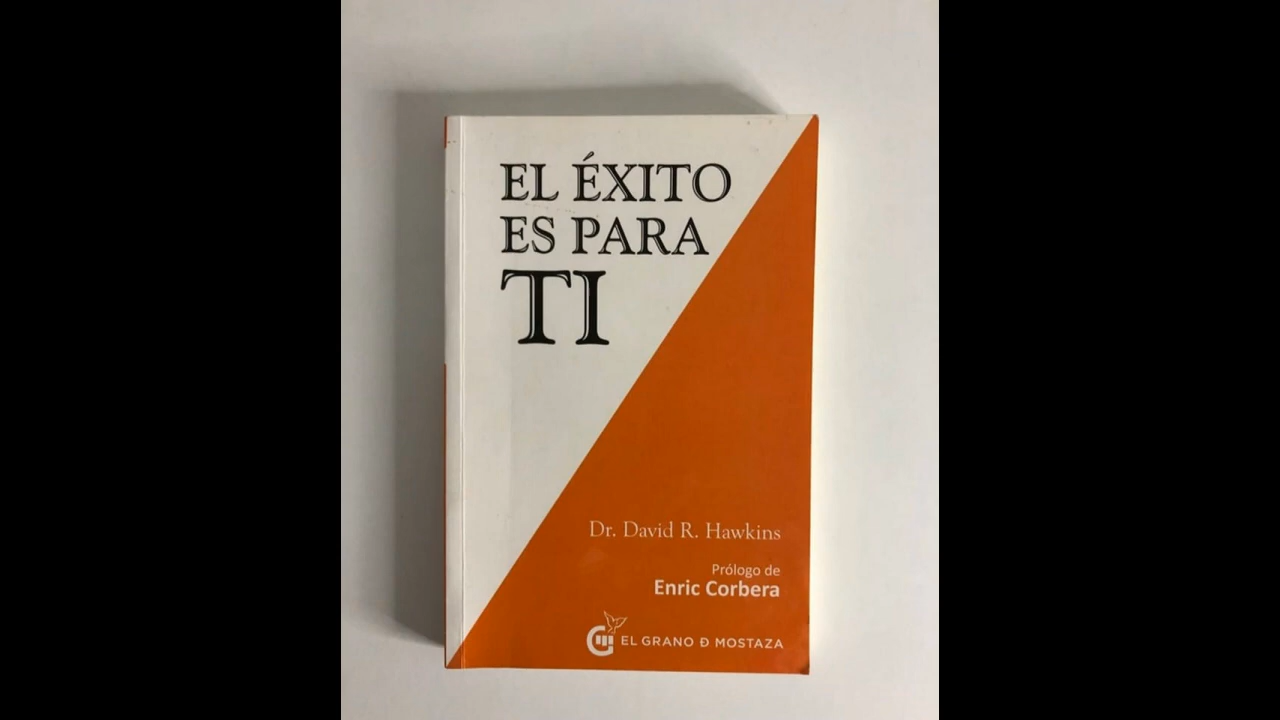 EL ÉXITO
ES PARA
TI
Dr. David R. Hawkins
Prólogo de
Enric Corbera
EL GRANO Đ MOSTAZA